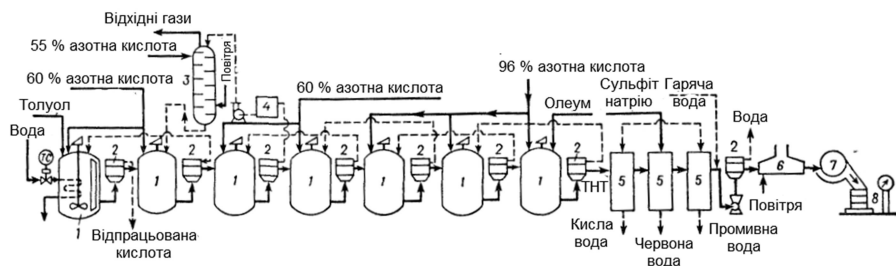 Відхідні гази
55 % азотна кислота
3
Повітря
60 % азотна кислота
4
60 % азотна кислота
96 % азотна кислота
Толуол
Вода
Олеум
Сульфіт
натрію
Гаряча
вода
Вода
ТС
2
2
2
2
2
2
2
2
1
1
1
1
1
1
1
ТНТ
5
5
5
6
7
8
Повітря
Відпрацьована
кислота
Кисла
вода
Червона
вода
Промивна
вода